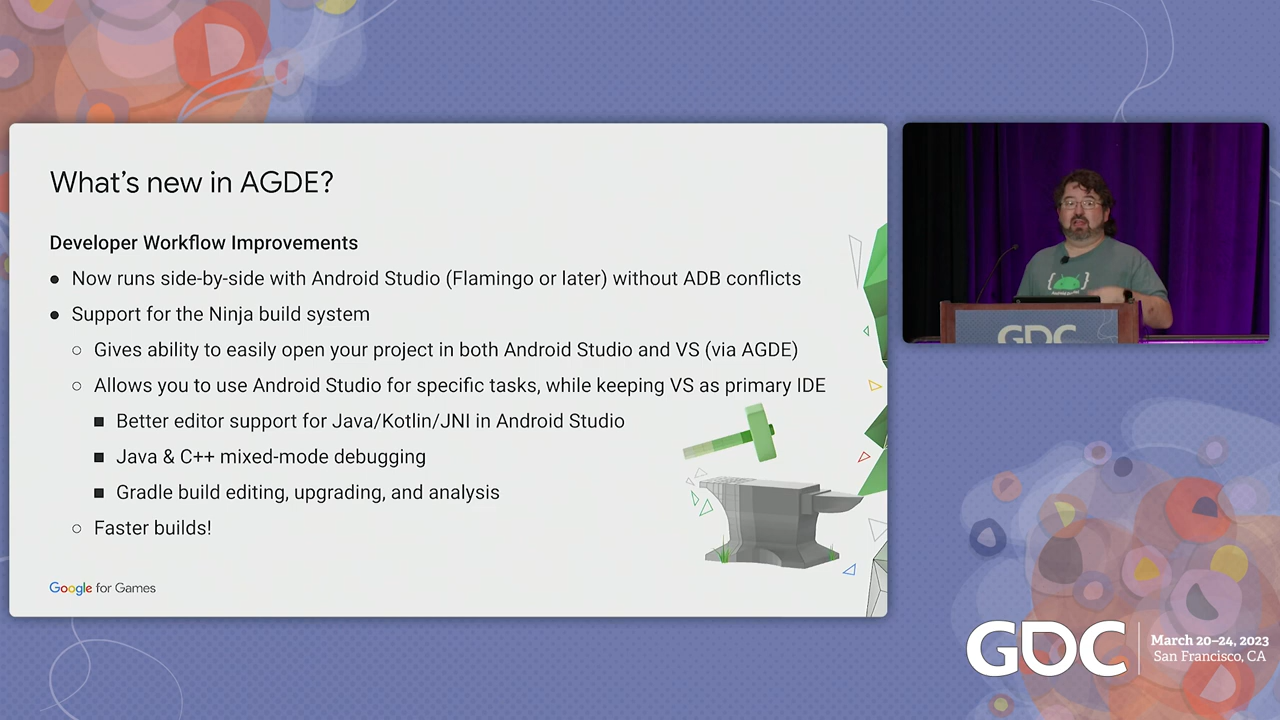 What's new in AGDE?
Developer Workflow Improvements
● Now runs side-by-side with Android Studio (Flamingo or later) without ADB conflicts
● Support for the Ninja build system
○ Gives ability to easily open your project in both Android Studio and VS (via AGDE)
○ Allows you to use Android Studio for specific tasks, while keeping VS as primary IDE
■ Better editor support for Java/Kotlin/JNI in Android Studio
■ Java & C++ mixed-mode debugging
■ Gradle build editing, upgrading, and analysis
○ Faster builds!
Google for Games
GDC
GDC
March 20–24, 2023
San Francisco, CA